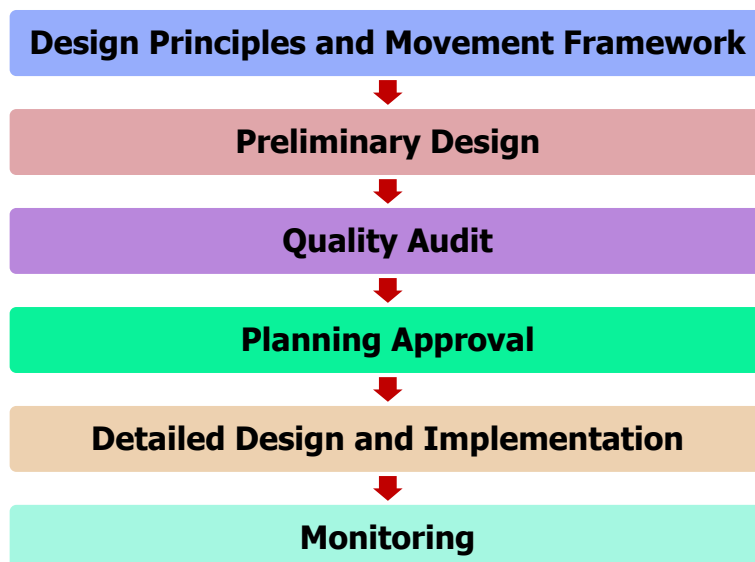 Design Principles and Movement Framework
Preliminary Design
Quality Audit
Planning Approval
Detailed Design and Implementation
Monitoring